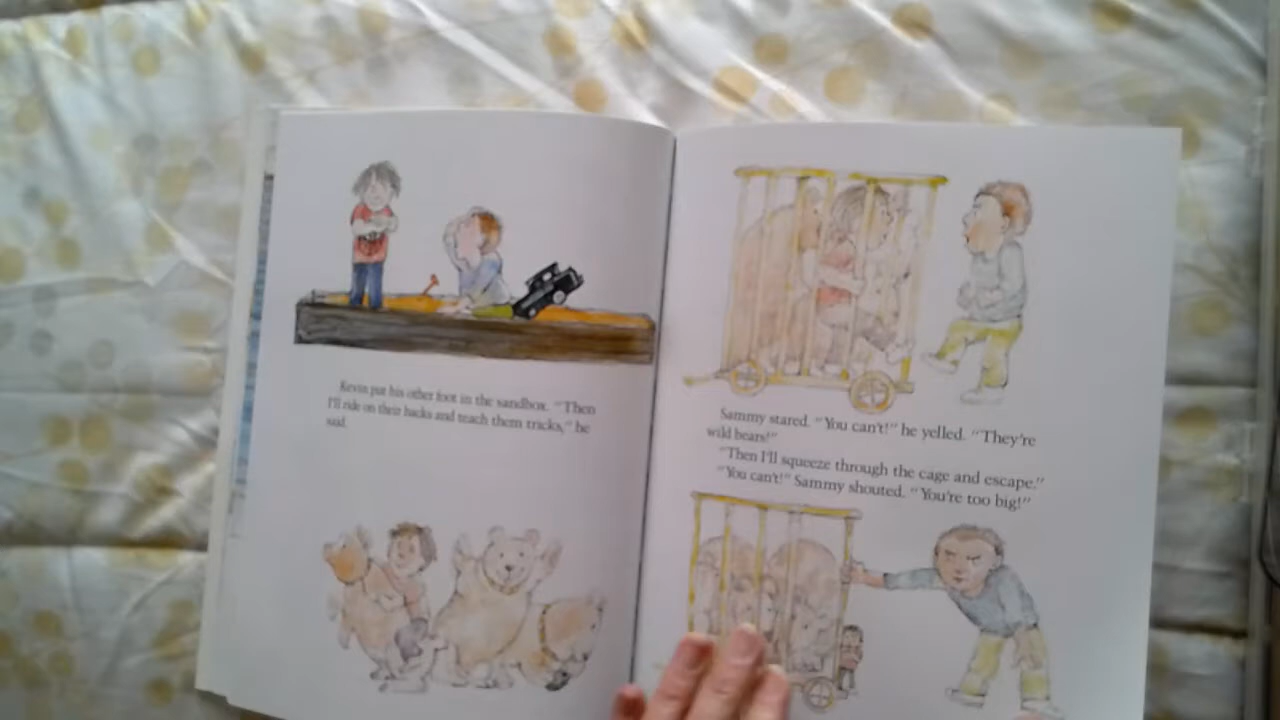 Kevin put his other foot in the sandbox. "Then
I'll ride on their backs and teach them tricks," he
said.
Sammy stared. "You can't!" he yelled. "They're
wild bears!"
"Then I'll squeeze through the cage and escape."
"You can't!" Sammy shouted. "You're too big!"